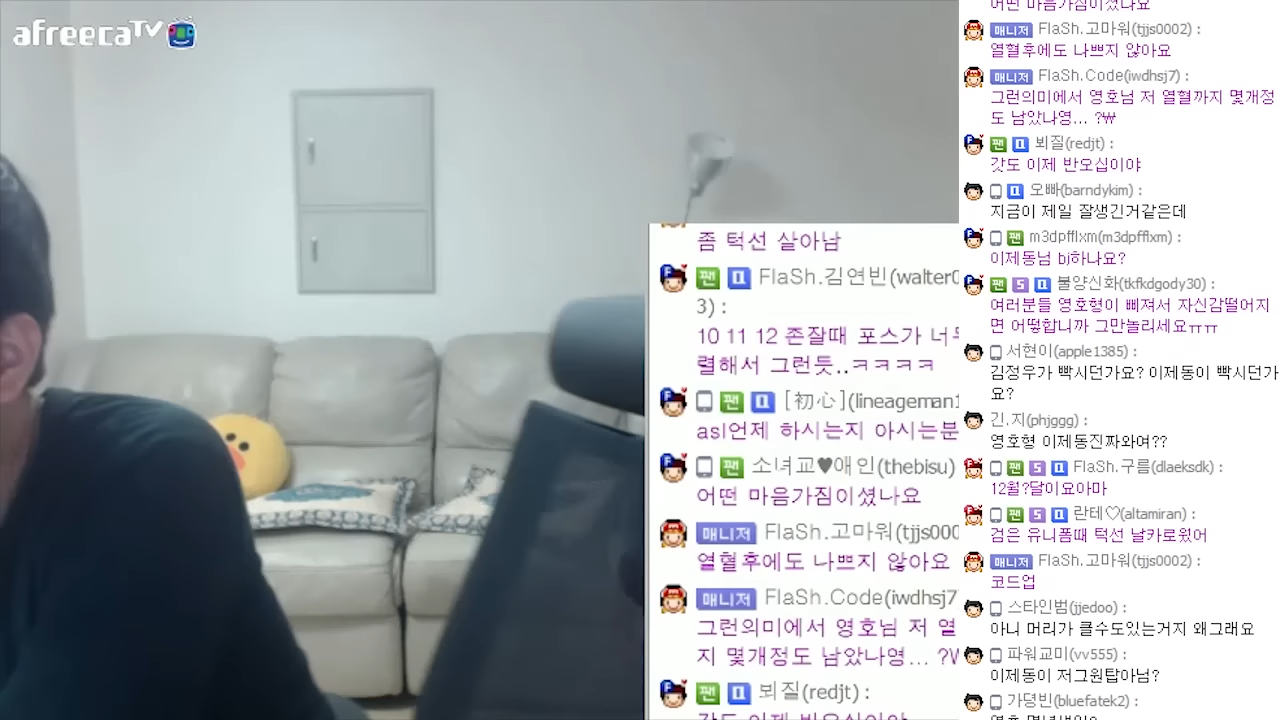 afreecaTV
좀 턱선 살아남
팬 FlaSh.김연빈(walter0
3) :
10 11 12 존잘때 포스가 너
렬해서 그런듯..ㅋㅋㅋㅋ
팬 [初心](lineageman1
asl언제 하시는지 아시는분
팬 소녀교♥애인(thebisu)
어떤 마음가짐이셨나요
매니저 FlaSh.고마워(tjjs000
열혈후에도 나쁘지 않아요
매니저 FlaSh.Code(iwdhsj7
그런의미에서 영호님 저 열
지 몇개정도 남았나영... ?₩
팬 뵈질(redjt) :
갓도 이제 반오십이야
어떤 마음가짐이셨나요
매니저 FlaSh.고마워(tjjs0002) :
열혈후에도 나쁘지 않아요
매니저 FlaSh.Code(iwdhsj7) :
그런의미에서 영호님 저 열혈까지 몇개정
도 남았나영... ?₩
팬 뵈질(redjt) :
갓도 이제 반오십이야
오빠(barndykim) :
지금이 제일 잘생긴거같은데
팬 m3dpfflxm(m3dpfflxm) :
이제동님 bj하나요?
팬 S 불양신화(tkfkdgody30) :
여러분들 영호형이 삐져서 자신감떨어지
면 어떻합니까 그만놀리세요ㅠㅠ
서현이(apple1385) :
김정우가 빡시던가요? 이제동이 빡시던가
요?
긴.지(phjggg) :
영호형 이제동진짜와여??
팬 S FlaSh.구름(dlaeksdk) :
12월?달이요아마
팬 S 란테♡(altamiran) :
검은 유니폼때 턱선 날카로웠어
매니저 FlaSh.고마워(tjjs0002) :
코드업
스타인범(jjedoo) :
아니 머리가 클수도있는거지 왜그래요
파워교미(vv555) :
이제동이 저그원탑아님?
가덩빈(bluefatek2) :